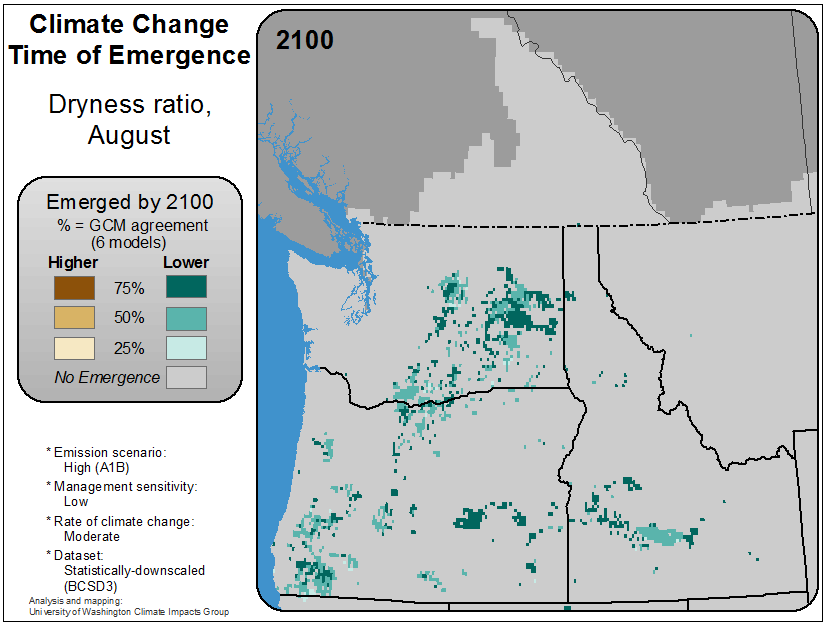 Climate Change
Time of Emergence
Dryness ratio,
August
2100
Emerged by 2100
% = GCM agreement
(6 models)
Higher Lower
75%
50%
25%
No Emergence
* Emission scenario:
High (A1B)
* Management sensitivity:
Low
* Rate of climate change:
Moderate
* Dataset:
Statistically-downscaled
(BCSD3)
Analysis and mapping:
University of Washington Climate Impacts Group